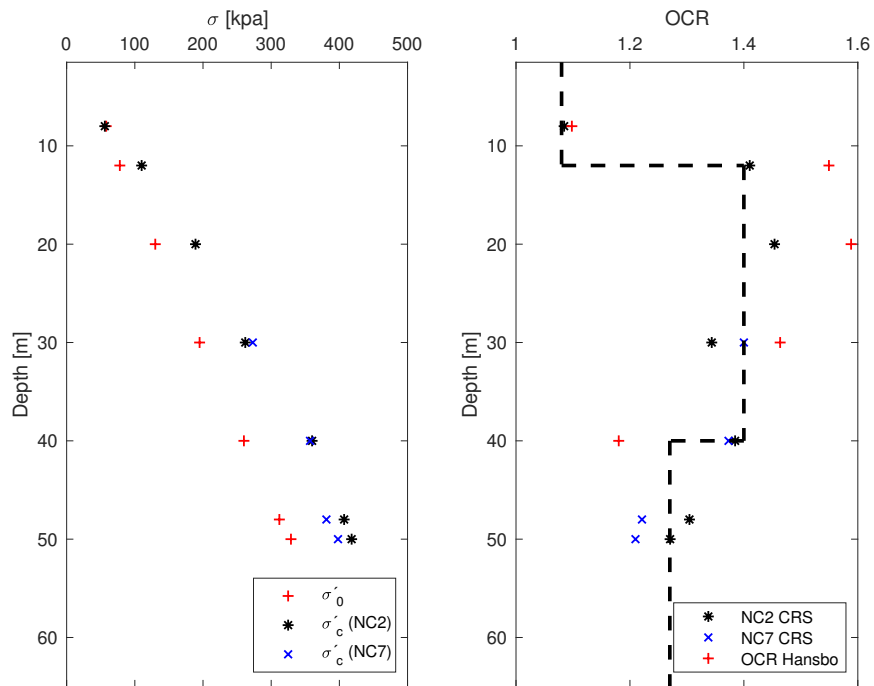 σ [kpa]
0 100 200 300 400 500
10
20
30
40
50
60
Depth [m]
σ´0
σ´c (NC2)
σ´c (NC7)
OCR
1 1.2 1.4 1.6
10
20
30
40
50
60
Depth [m]
NC2 CRS
NC7 CRS
OCR Hansbo